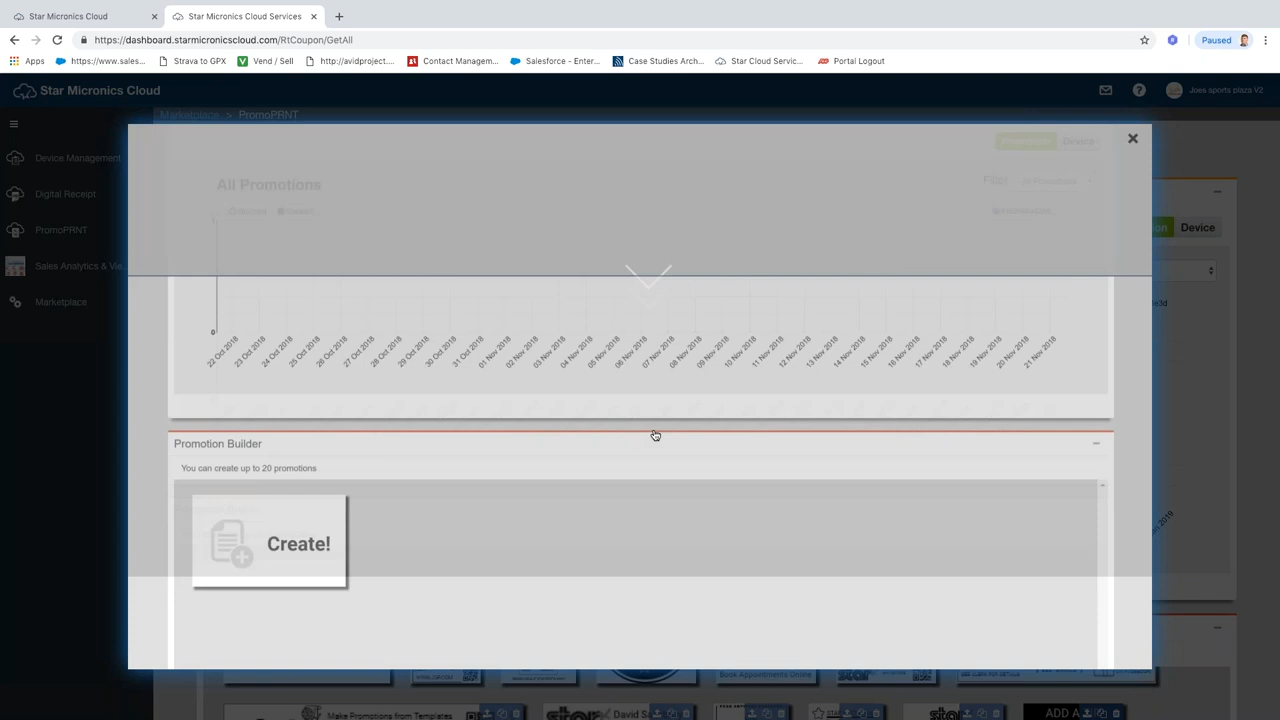 Star Micronics Cloud
Star Micronics Cloud Services
https://dashboard.starmicronicscloud.com/RtCoupon/GetAll
Paused
Apps
https://www.sales...
Strava to GPX
Vend / Sell
http://avidproject....
Contact Managem...
Salesforce - Enter...
Case Studies Arch...
Star Cloud Servic...
Portal Logout
Star Micronics Cloud
Joes sports plaza V2
Marketplace > PromoPRNT
Device Management
Digital Receipt
PromoPRNT
Sales Analytics & Vie...
Marketplace
Promotion
Device
All Promotions
Filter
All Promotions
Device
0
22 Oct 2018
23 Oct 2018
24 Oct 2018
25 Oct 2018
26 Oct 2018
27 Oct 2018
28 Oct 2018
29 Oct 2018
30 Oct 2018
31 Oct 2018
01 Nov 2018
02 Nov 2018
03 Nov 2018
04 Nov 2018
05 Nov 2018
06 Nov 2018
07 Nov 2018
08 Nov 2018
09 Nov 2018
10 Nov 2018
11 Nov 2018
12 Nov 2018
13 Nov 2018
14 Nov 2018
15 Nov 2018
16 Nov 2018
17 Nov 2018
18 Nov 2018
19 Nov 2018
20 Nov 2018
21 Nov 2018
Promotion Builder
You can create up to 20 promotions
Create!
Book Appointments Online
Make Promotions from Templates
star
David Sa
ADD A